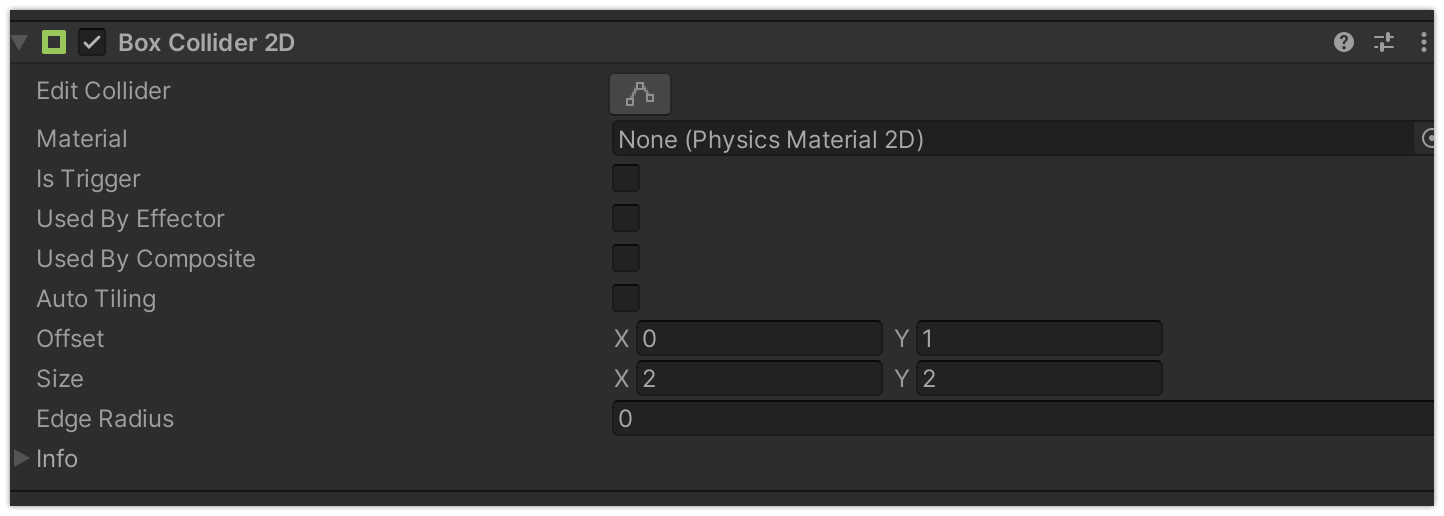 Box Collider 2D
Edit Collider
Material None (Physics Material 2D)
Is Trigger
Used By Effector
Used By Composite
Auto Tiling
Offset X 0 Y 1
Size X 2 Y 2
Edge Radius 0
Info